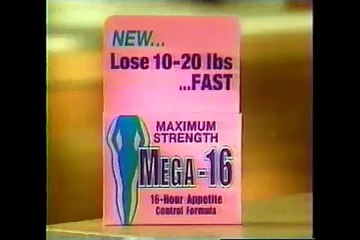 NEW...
Lose 10-20 lbs
...FAST
MAXIMUM
STRENGTH
MEGA-16
16-Hour Appetite
Control Formula